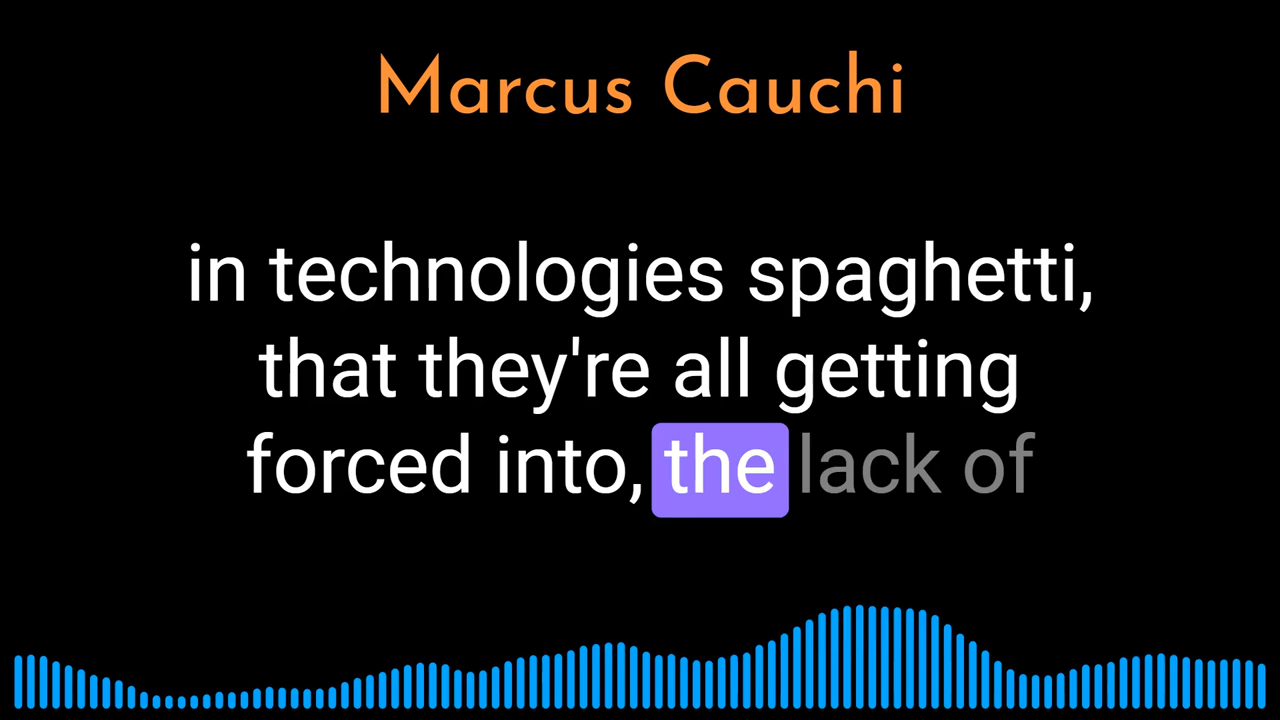 Marcus Cauchi
in technologies spaghetti,
that they're all getting
forced into, the lack of